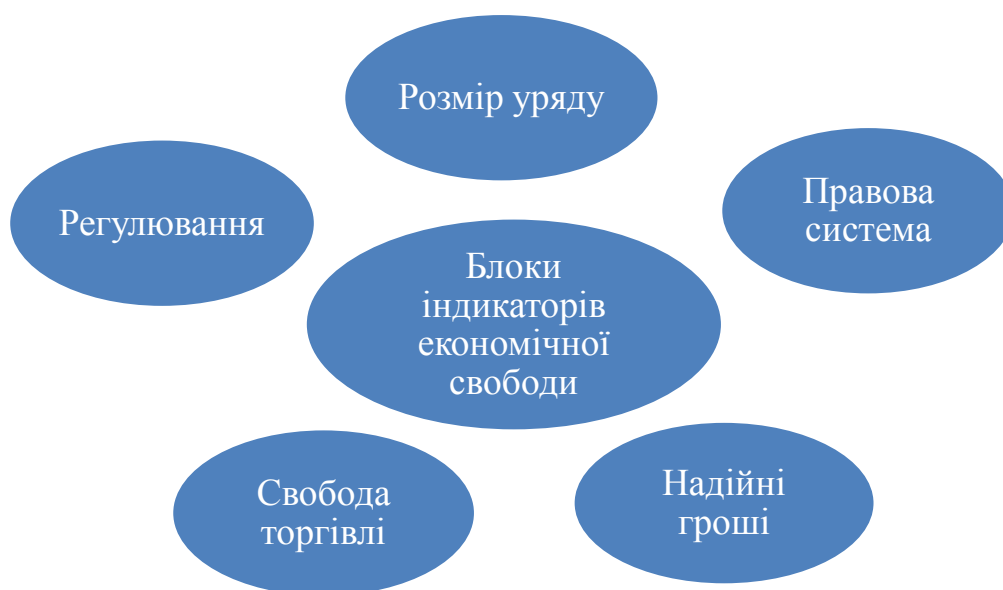 Розмір уряду
Регулювання
Правова
система
Блоки
індикаторів
економічної
свободи
Свобода
торгівлі
Надійні
гроші